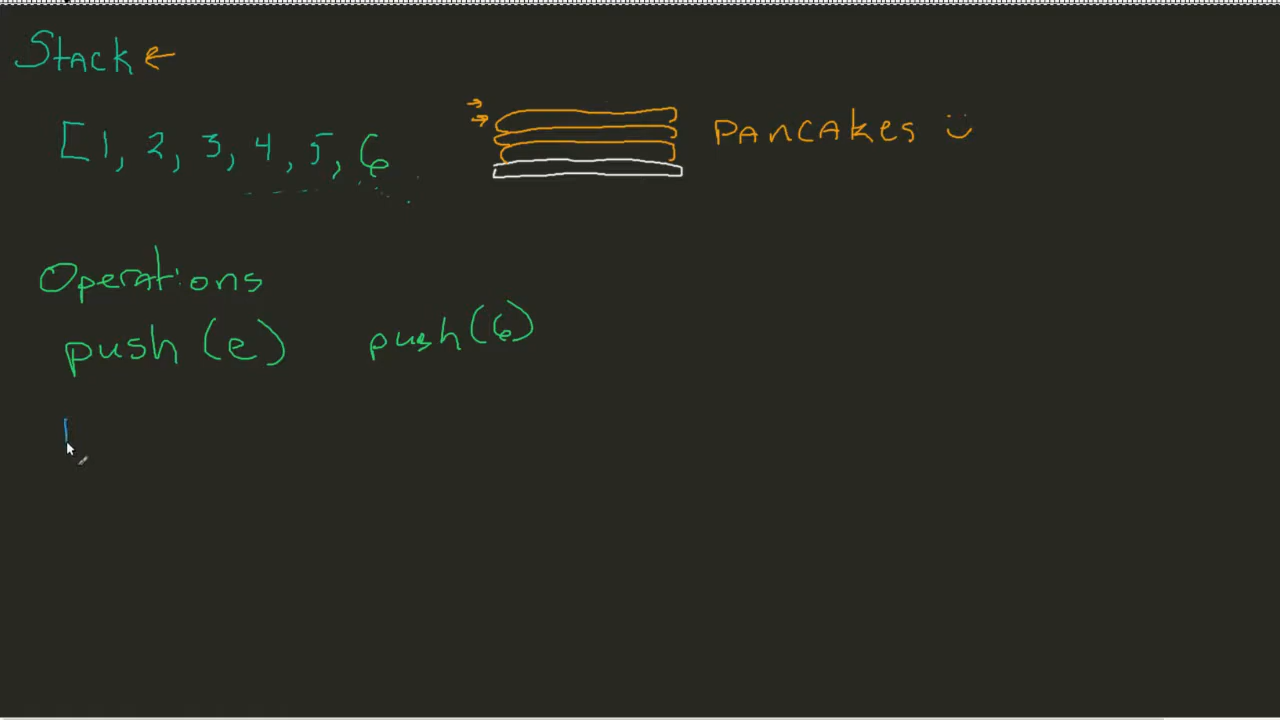 Stack ←
[1, 2, 3, 4, 5, 6
PANCAKES
Operations
push (e)
push (6)